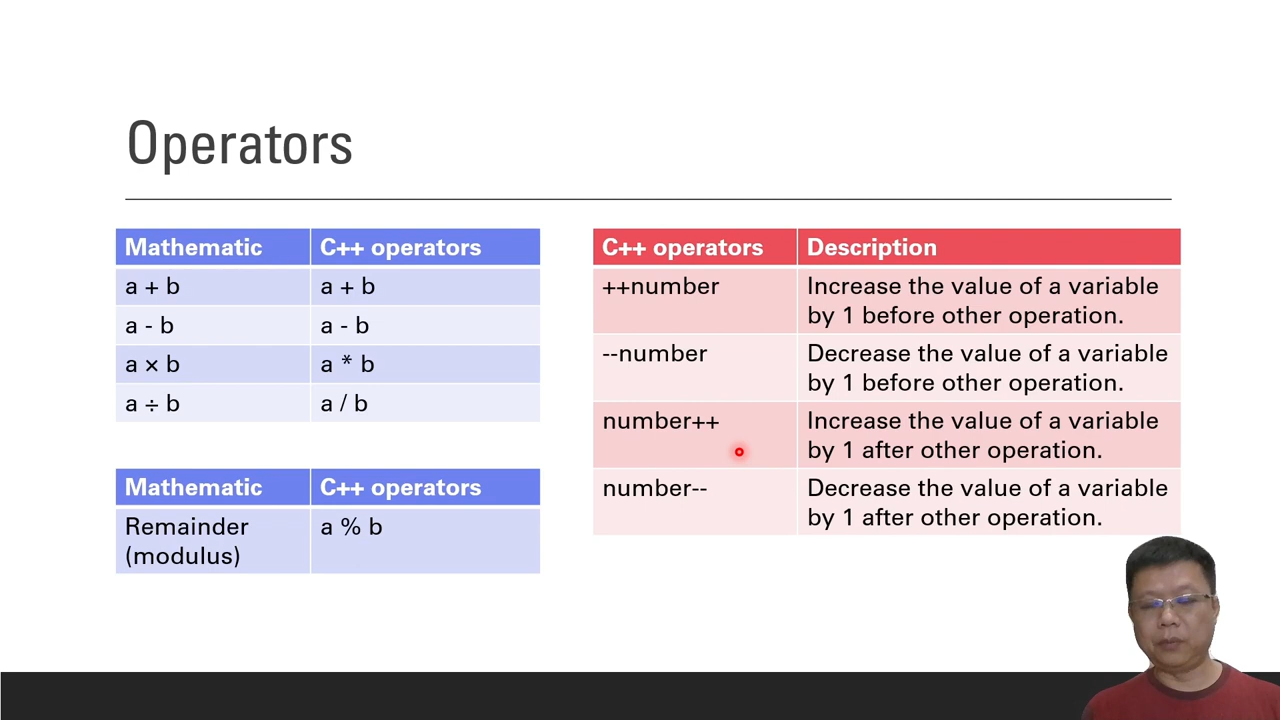 Operators
Mathematic C++ operators
a + b a + b
a - b a - b
a × b a * b
a ÷ b a / b
Mathematic C++ operators
Remainder a % b
(modulus)
C++ operators Description
++number Increase the value of a variable
by 1 before other operation.
--number Decrease the value of a variable
by 1 before other operation.
number++ Increase the value of a variable
by 1 after other operation.
number-- Decrease the value of a variable
by 1 after other operation.